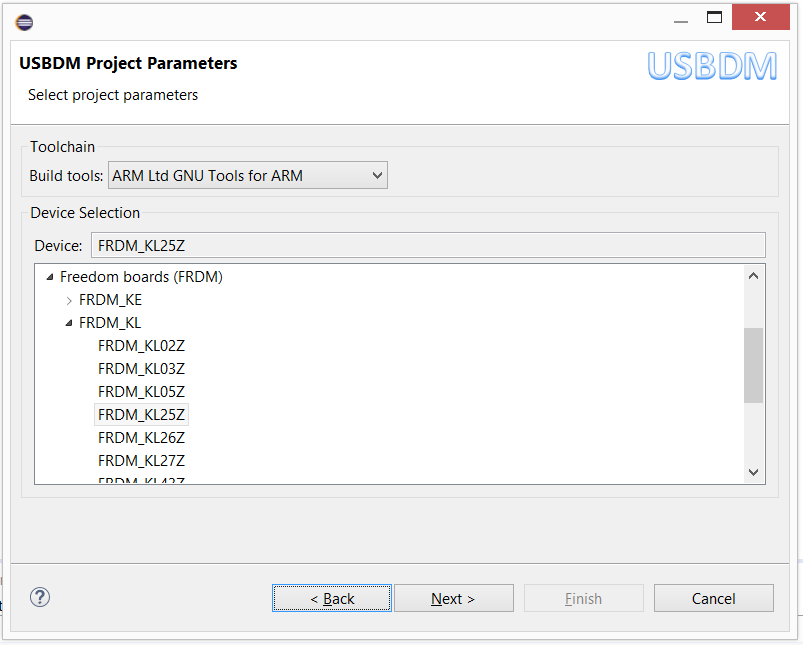 USBDM Project Parameters
USBDM
Select project parameters
Toolchain
Build tools: ARM Ltd GNU Tools for ARM
Device Selection
Device: FRDM_KL25Z
Freedom boards (FRDM)
FRDM_KE
FRDM_KL
FRDM_KL02Z
FRDM_KL03Z
FRDM_KL05Z
FRDM_KL25Z
FRDM_KL26Z
FRDM_KL27Z
FRDM_KL43Z
? < Back Next > Finish Cancel